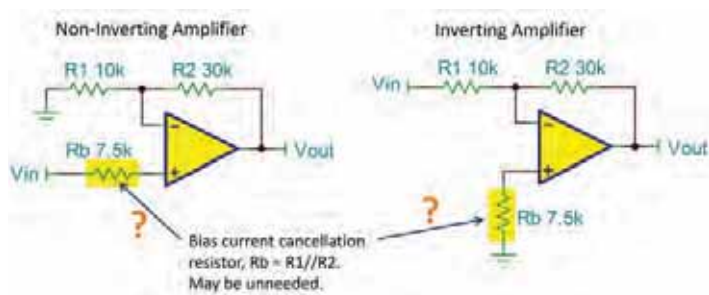 Non-Inverting Amplifier
R1 10k
R2 30k
-
+
Rb 7.5k
Vin
Vout
?
Inverting Amplifier
Vin
R1 10k
R2 30k
-
+
Vout
?
Rb 7.5k
Bias current cancellation
resistor, Rb = R1//R2.
May be unneeded.